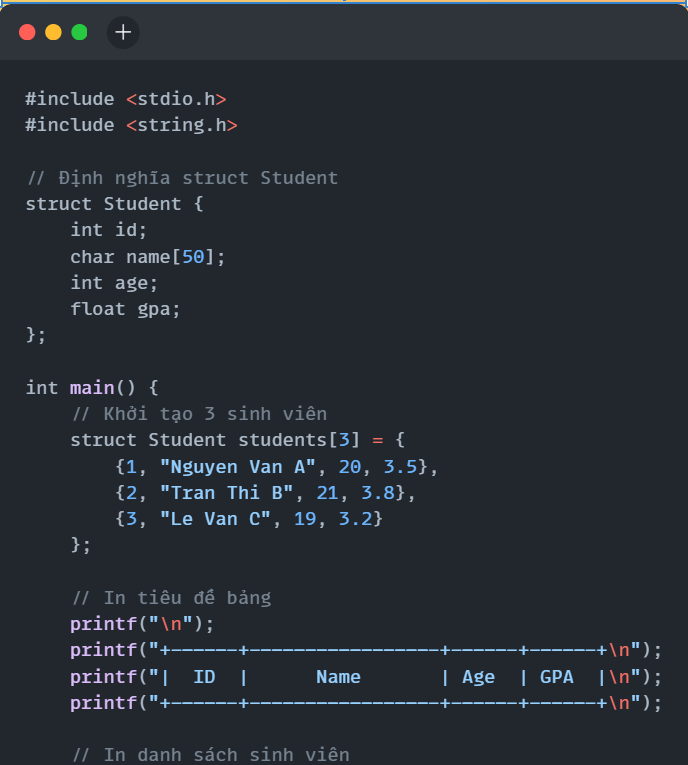 #include <stdio.h>
#include <string.h>
// Định nghĩa struct Student
struct Student {
    int id;
    char name[50];
    int age;
    float gpa;
};
int main() {
    // Khởi tạo 3 sinh viên
    struct Student students[3] = {
        {1, "Nguyen Van A", 20, 3.5},
        {2, "Tran Thi B", 21, 3.8},
        {3, "Le Van C", 19, 3.2}
    };
    // In tiêu đề bảng
    printf("\n");
    printf("+------+-----------------+------+------+\n");
    printf("|  ID  |      Name       | Age  | GPA  |\n");
    printf("+------+-----------------+------+------+\n");
    // In danh sách sinh viên